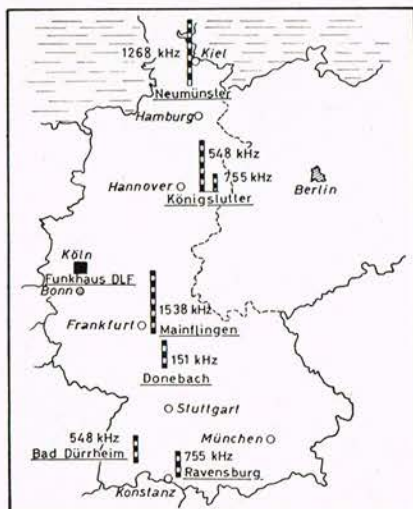 1268 kHz
Kiel
Neumünster
Hamburg
548 kHz
755 kHz
Hannover
Königslutter
Berlin
Köln
Funkhaus DLF
Bonn
1538 kHz
Frankfurt
Mainflingen
151 kHz
Donebach
Stuttgart
548 kHz
München
Bad Dürrheim
755 kHz
Ravensburg
Konstanz